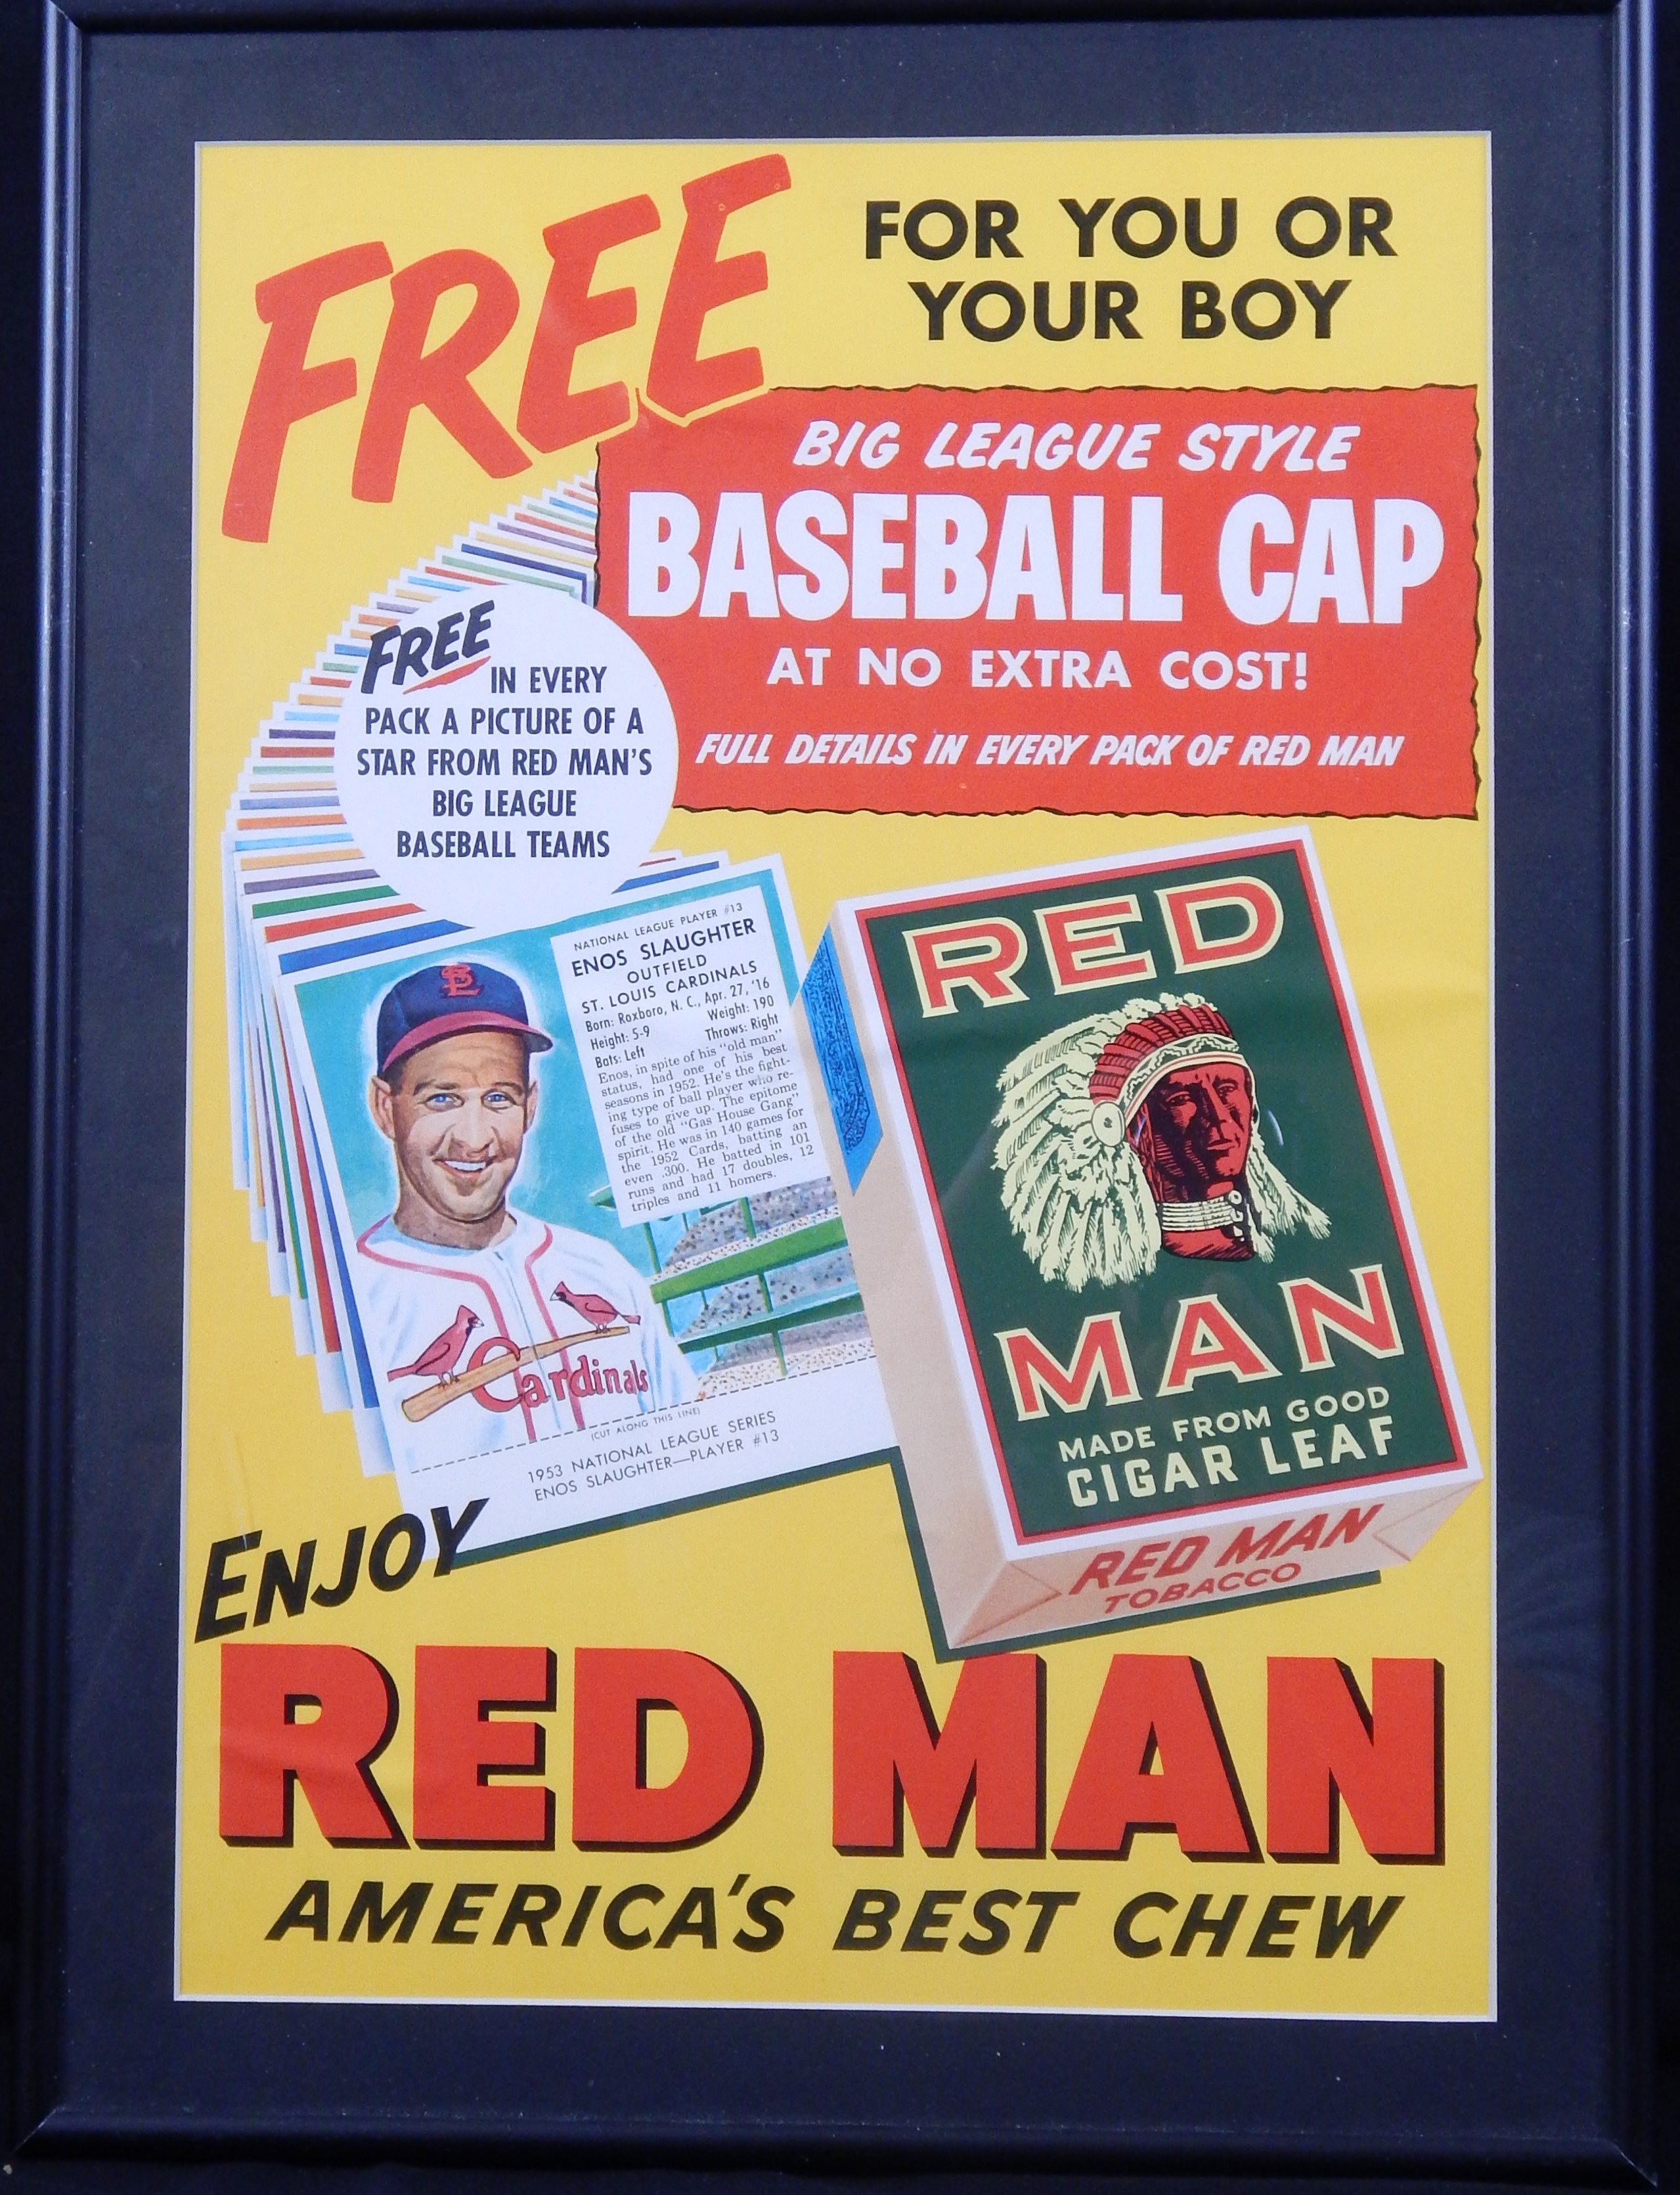 FREE
FOR YOU OR
YOUR BOY
BIG LEAGUE STYLE
BASEBALL CAP
AT NO EXTRA COST!
FULL DETAILS IN EVERY PACK OF RED MAN
FREE
IN EVERY
PACK A PICTURE OF A
STAR FROM RED MAN'S
BIG LEAGUE
BASEBALL TEAMS
NATIONAL LEAGUE PLAYER #13
ENOS SLAUGHTER
OUTFIELD
ST. LOUIS CARDINALS
Born: Roxboro, N. C., Apr. 27, '16
Height: 5-9 Weight: 190
Bats: Left Throws: Right
Enos, in spite of his "old man"
status, had one of his best
seasons in 1952. He's the fight-
ing type of ball player who re-
fuses to give up. The epitome
of the old "Gas House Gang"
spirit. He was in 140 games for
the 1952 Cards, batting an
even .300. He batted in 101
runs and had 17 doubles, 12
triples and 11 homers.
STL
Cardinals
(CUT ALONG THIS LINE)
1953 NATIONAL LEAGUE SERIES
ENOS SLAUGHTER—PLAYER #13
RED
MAN
MADE FROM GOOD
CIGAR LEAF
RED MAN
TOBACCO
ENJOY
RED MAN
AMERICA'S BEST CHEW